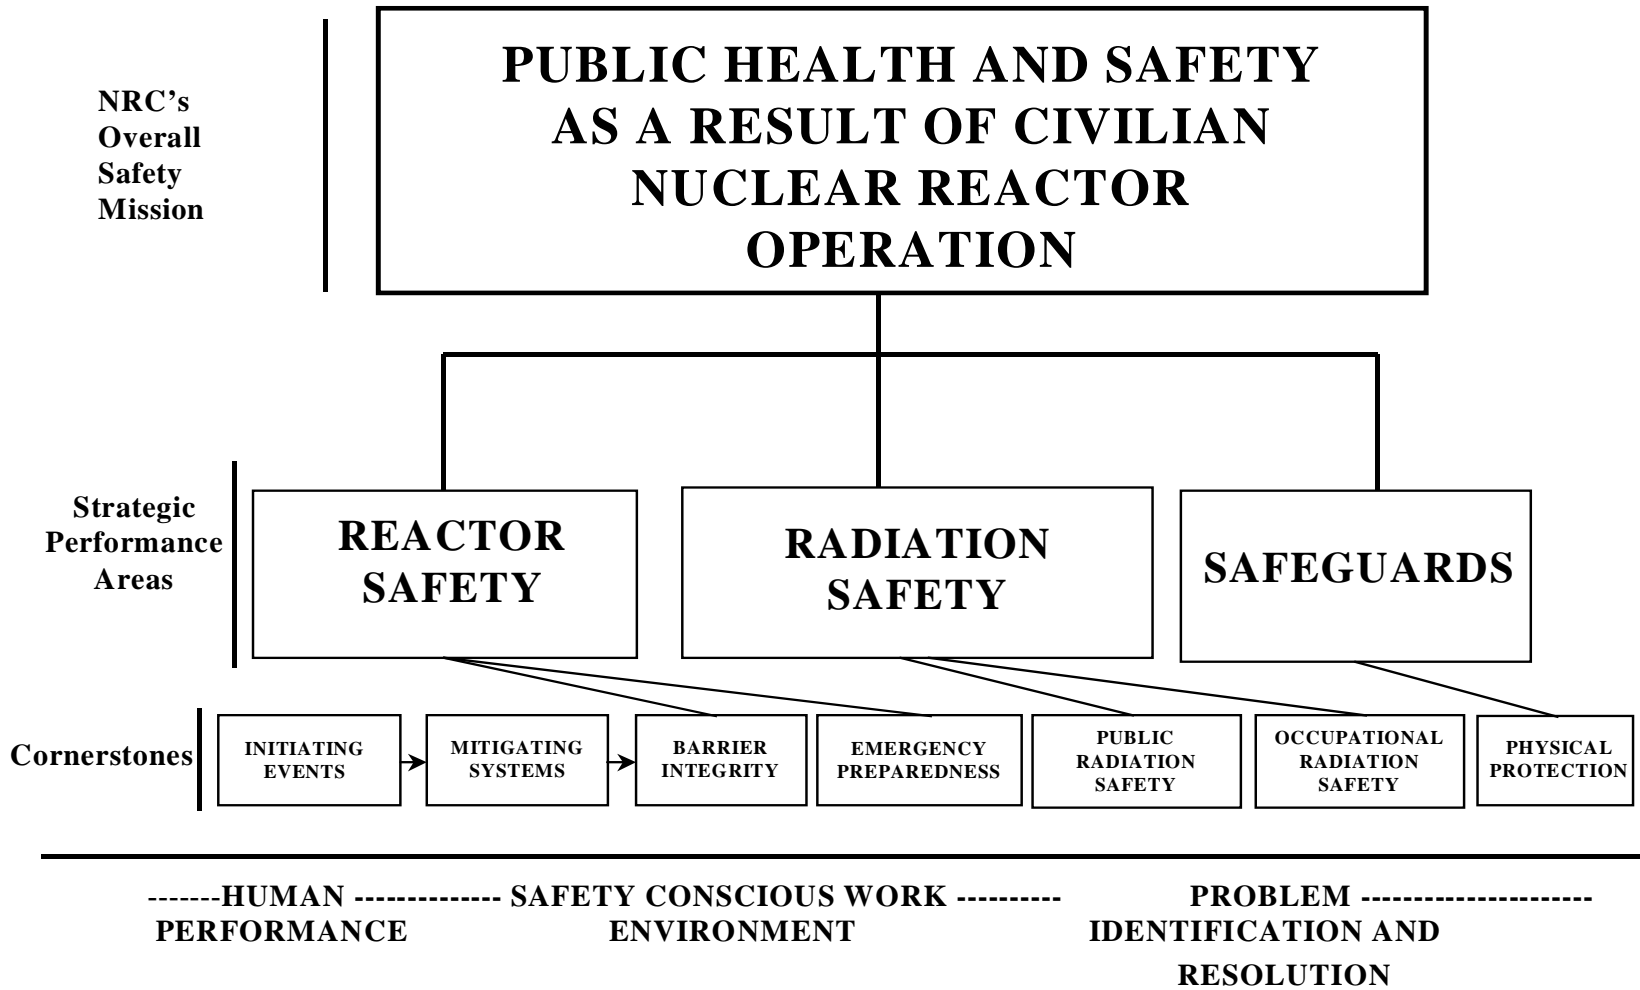 NRC's
Overall
Safety
Mission
PUBLIC HEALTH AND SAFETY
AS A RESULT OF CIVILIAN
NUCLEAR REACTOR
OPERATION
Strategic
Performance
Areas
REACTOR
SAFETY
RADIATION
SAFETY
SAFEGUARDS
Cornerstones
INITIATING
EVENTS
MITIGATING
SYSTEMS
BARRIER
INTEGRITY
EMERGENCY
PREPAREDNESS
PUBLIC
RADIATION
SAFETY
OCCUPATIONAL
RADIATION
SAFETY
PHYSICAL
PROTECTION
-------HUMAN -------------- SAFETY CONSCIOUS WORK ---------- PROBLEM ----------------------
PERFORMANCE ENVIRONMENT IDENTIFICATION AND
RESOLUTION